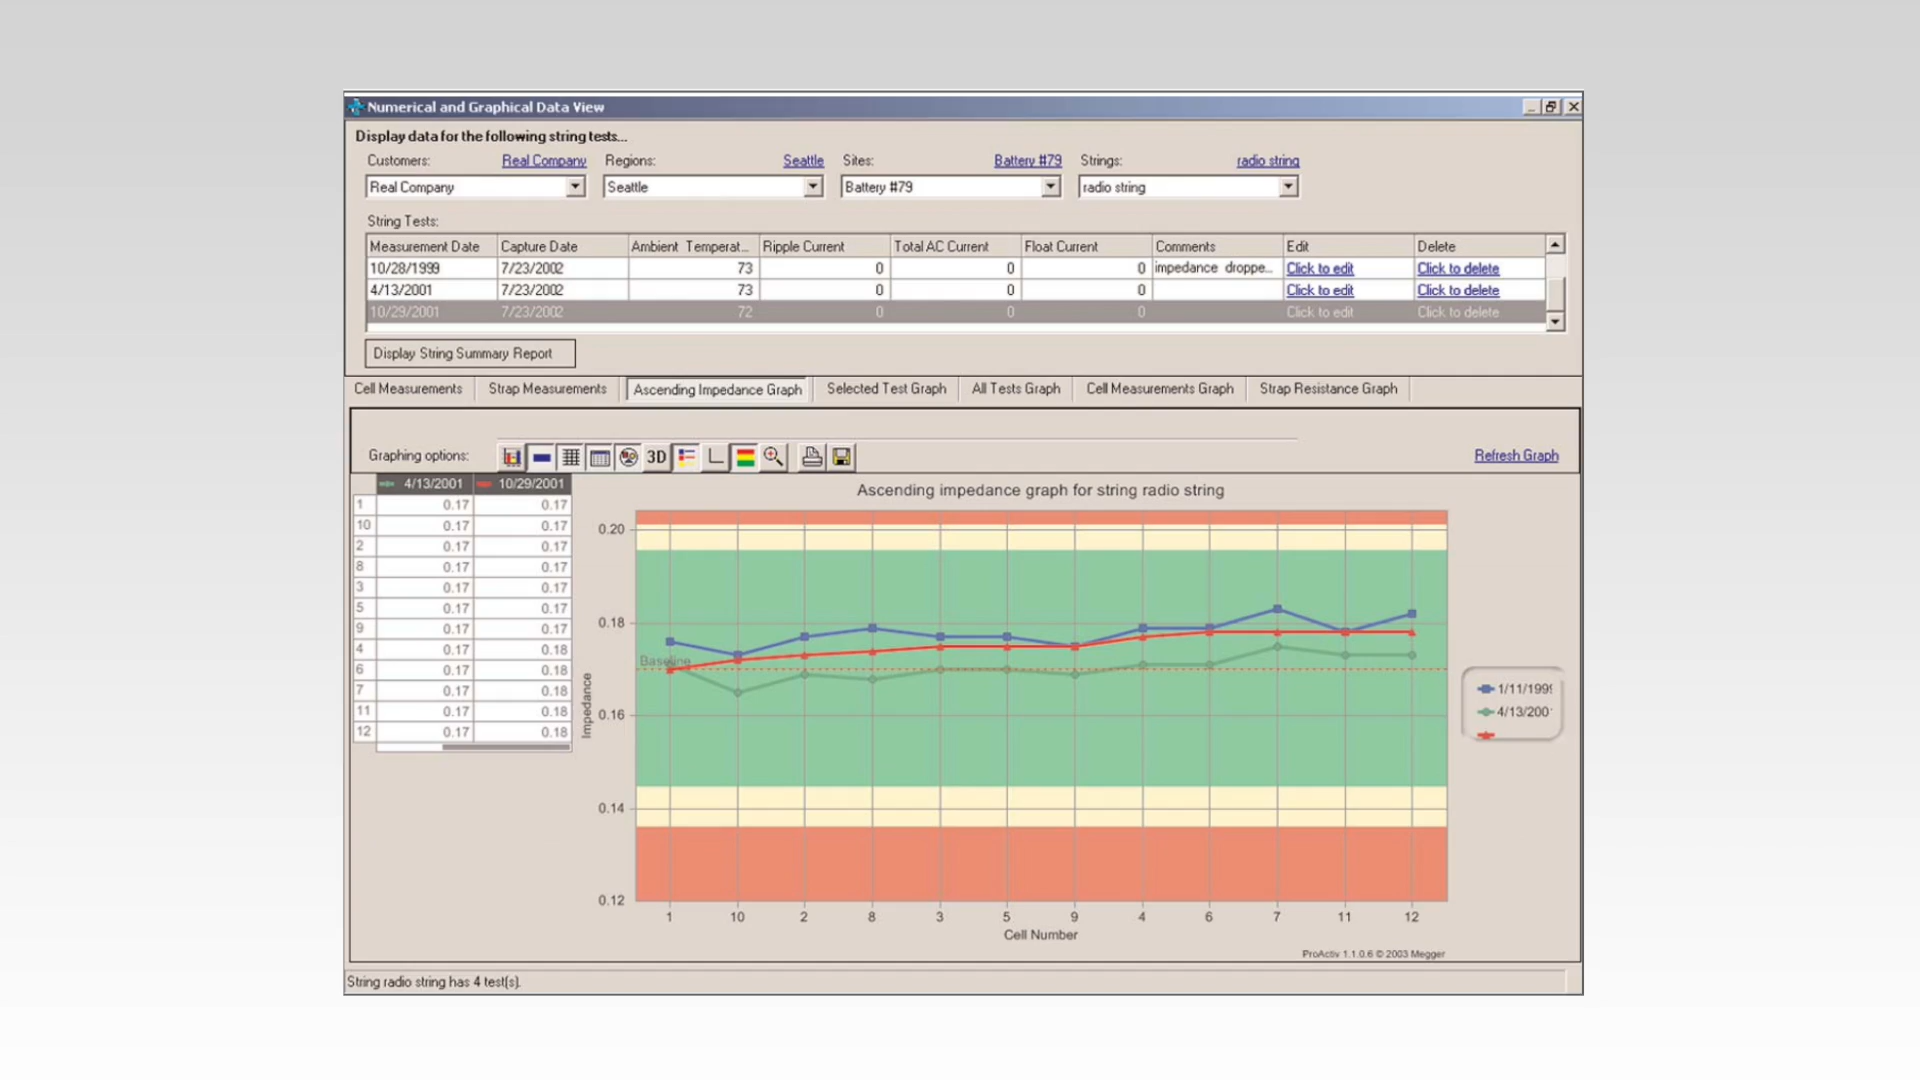 Numerical and Graphical Data View
Display data for the following string tests...
Customers: Real Company Regions: Seattle Sites: Battery #79 Strings: radio string
Real Company Seattle Battery #79 radio string
String Tests:
Measurement Date Capture Date Ambient Temperat... Ripple Current Total AC Current Float Current Comments Edit Delete
10/28/1999 7/23/2002 73 0 0 0 impedance droppe... Click to edit Click to delete
4/13/2001 7/23/2002 73 0 0 0 Click to edit Click to delete
10/29/2001 7/23/2002 72 0 0 0 Click to edit Click to delete
Display String Summary Report
Cell Measurements Strap Measurements Ascending Impedance Graph Selected Test Graph All Tests Graph Cell Measurements Graph Strap Resistance Graph
Graphing options: 3D Refresh Graph
4/13/2001 10/29/2001
1 0.17 0.17
10 0.17 0.17
2 0.17 0.17
8 0.17 0.17
3 0.17 0.17
5 0.17 0.17
9 0.17 0.17
4 0.17 0.18
6 0.17 0.18
7 0.17 0.18
11 0.17 0.18
12 0.17 0.18
Ascending impedance graph for string radio string
0.20
0.18
0.16
0.14
0.12
Impedance
Baseline
1 10 2 8 3 5 9 4 6 7 11 12
Cell Number
1/11/1999
4/13/200
ProActiv 1.1.0.6 © 2003 Megger
String radio string has 4 test(s).